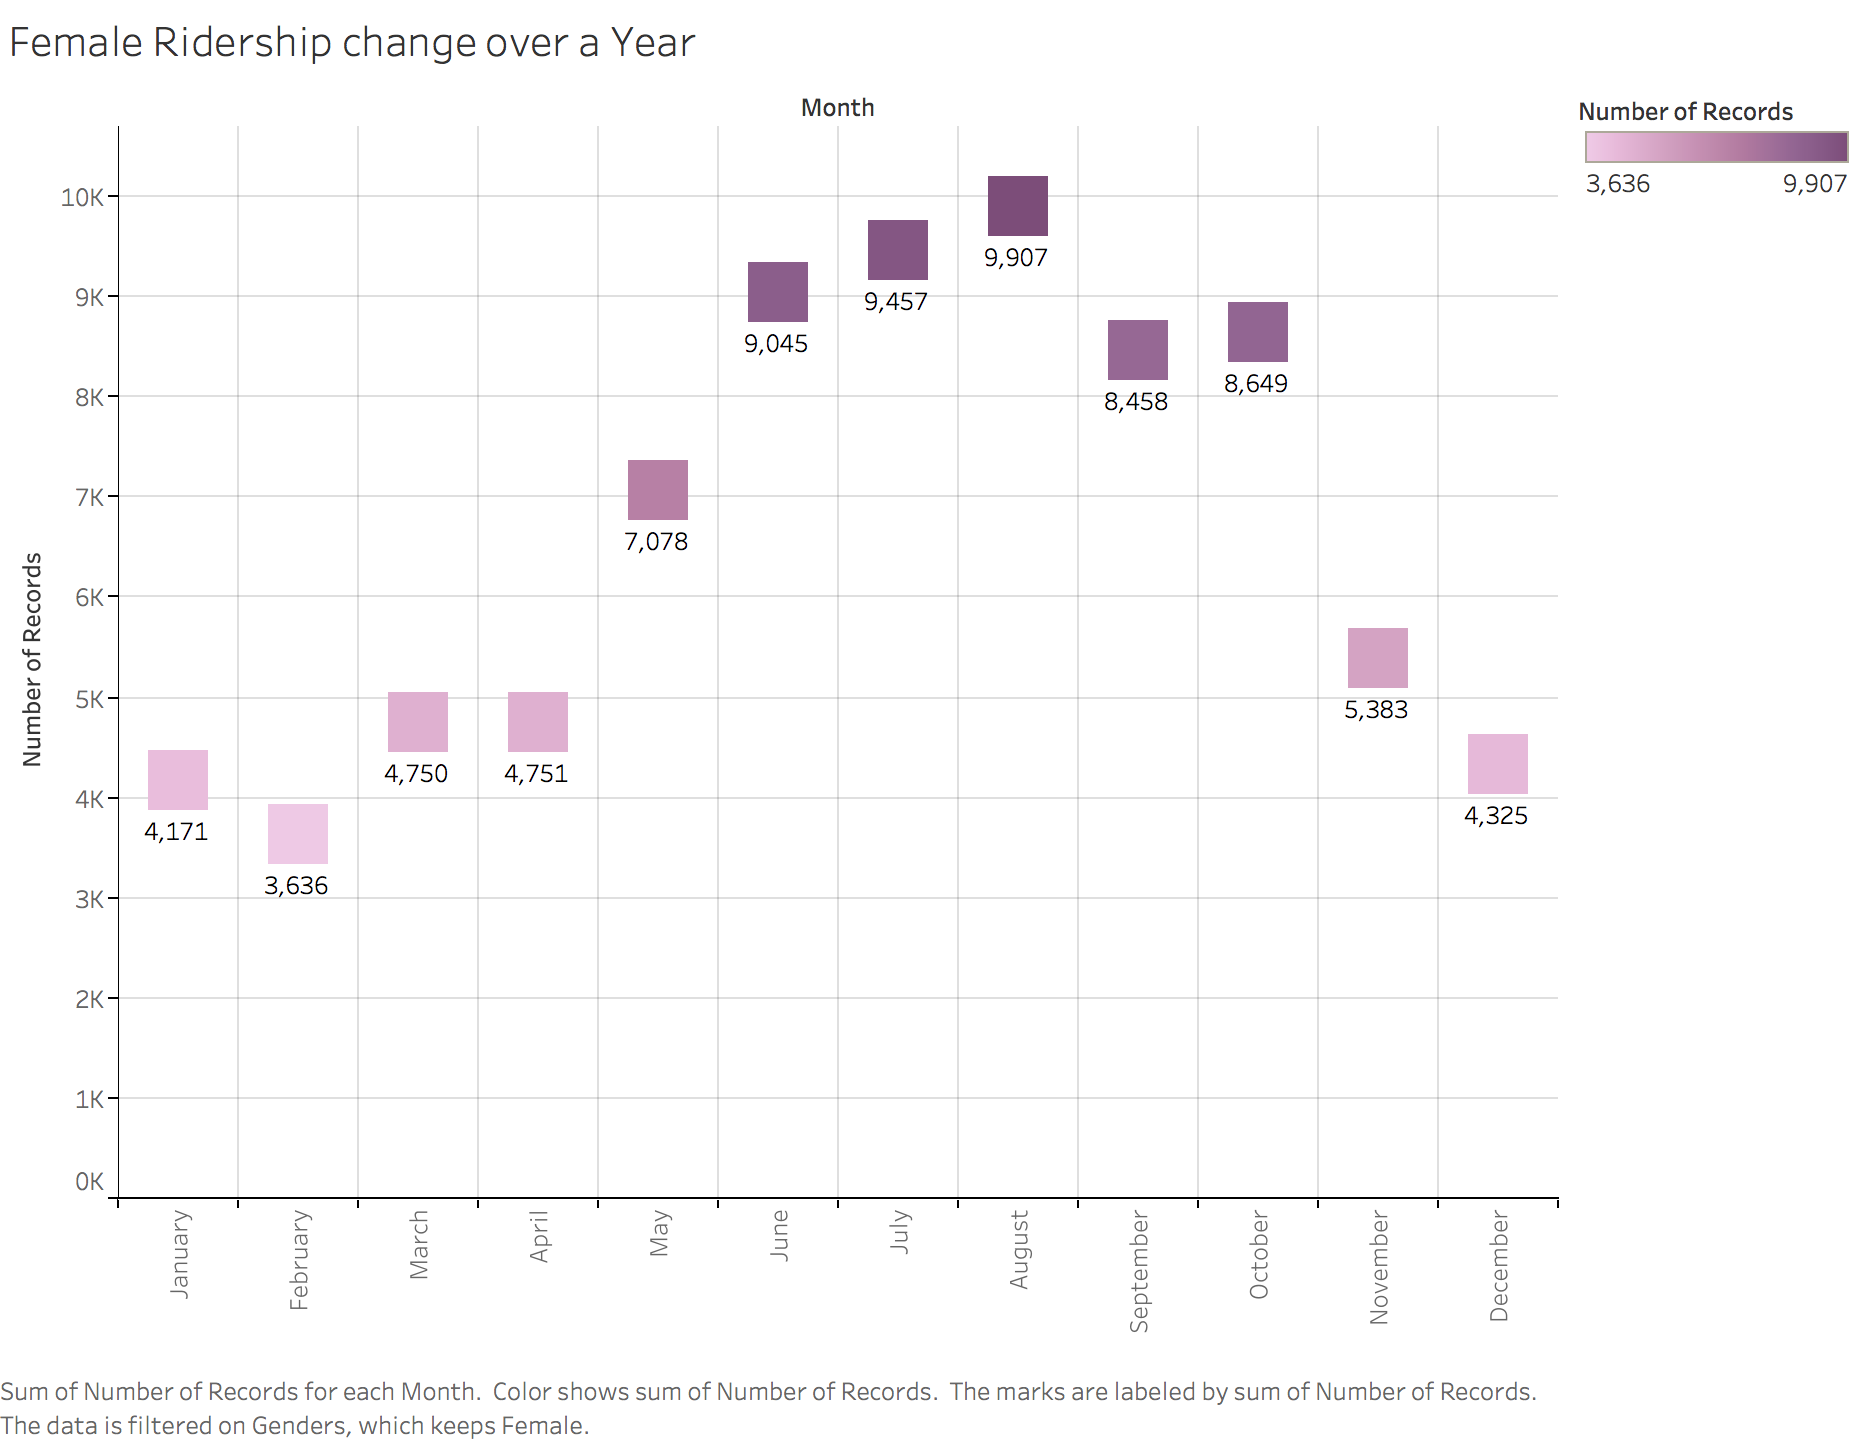 Female Ridership change over a Year
Month
Number of Records
3,636 9,907
Number of Records
10K
9K
8K
7K
6K
5K
4K
3K
2K
1K
0K
4,171
3,636
4,750
4,751
7,078
9,045
9,457
9,907
8,458
8,649
5,383
4,325
January
February
March
April
May
June
July
August
September
October
November
December
Sum of Number of Records for each Month. Color shows sum of Number of Records. The marks are labeled by sum of Number of Records.
The data is filtered on Genders, which keeps Female.